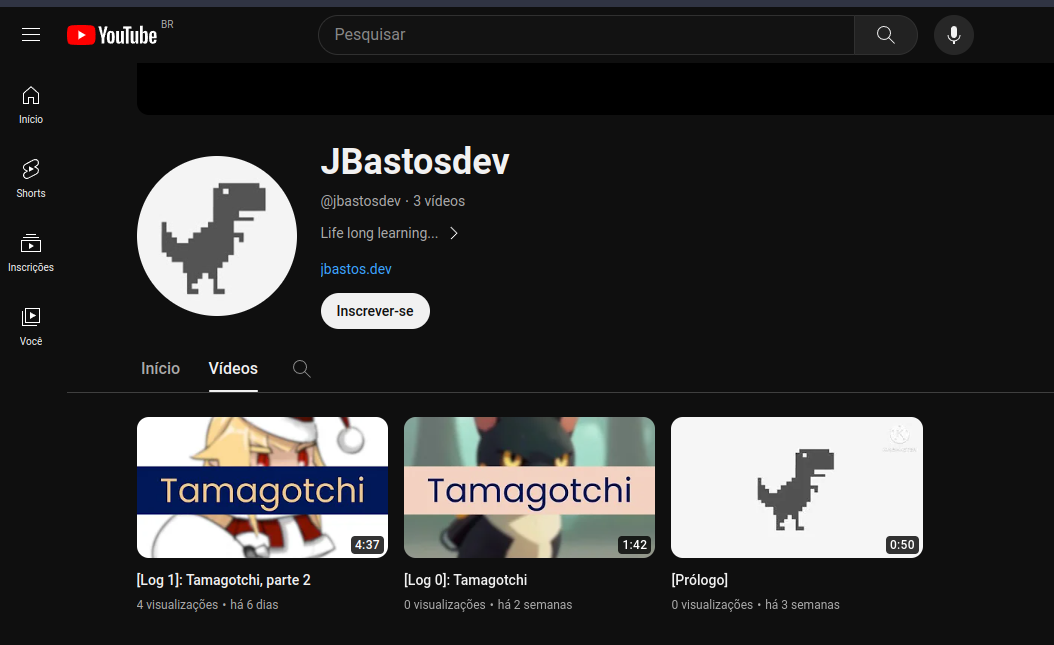 YouTube BR
Pesquisar
Início
Shorts
Inscrições
Você
JBastosdev
@jbastosdev · 3 vídeos
Life long learning...
jbastos.dev
Inscrever-se
Início Vídeos
Tamagotchi
4:37
Tamagotchi
1:42
0:50
[Log 1]: Tamagotchi, parte 2
4 visualizações • há 6 dias
[Log 0]: Tamagotchi
0 visualizações • há 2 semanas
[Prólogo]
0 visualizações • há 3 semanas